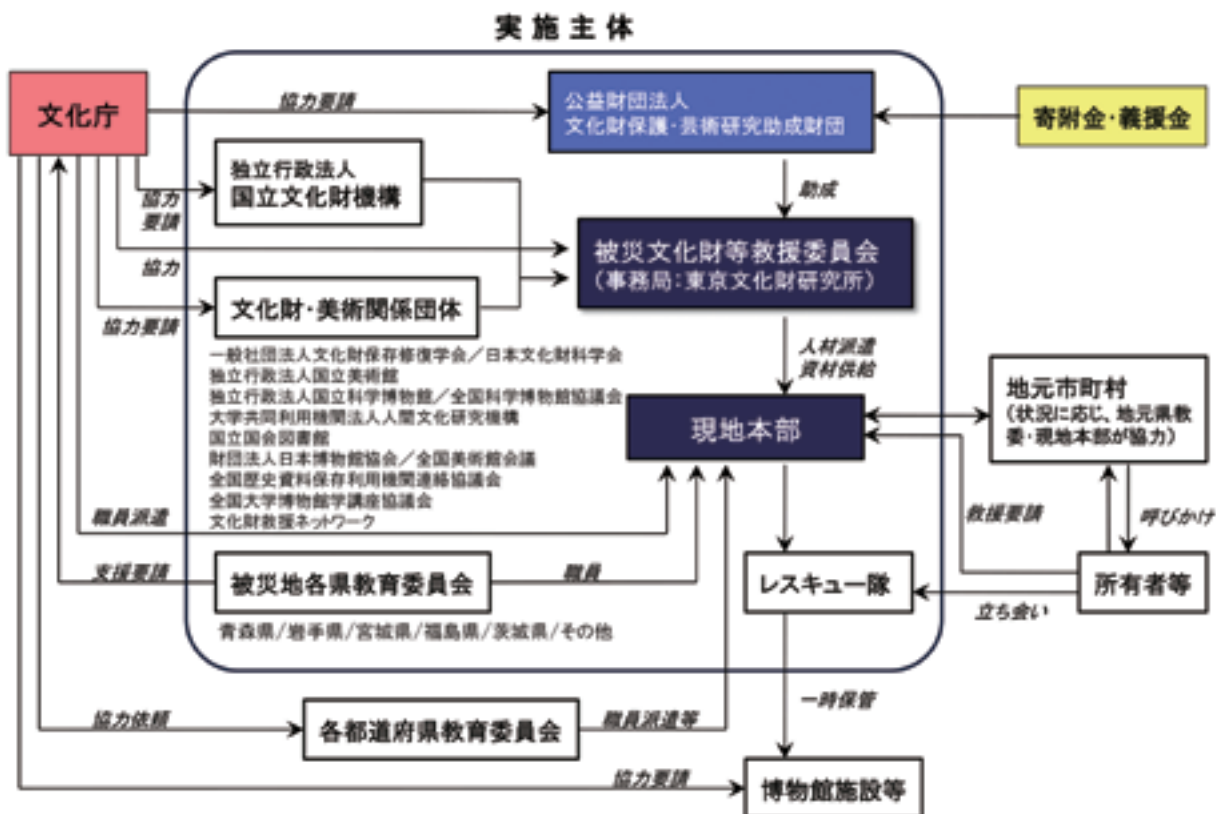 実施主体
文化庁
協力要請
公益財団法人
文化財保護・芸術研究助成財団
寄附金・義援金
独立行政法人
国立文化財機構
協力
要請
助成
被災文化財等救援委員会
（事務局：東京文化財研究所）
協力
文化財・美術関係団体
協力要請
一般社団法人文化財保存修復学会／日本文化財科学会
独立行政法人国立美術館
独立行政法人国立科学博物館／全国科学博物館協議会
大学共同利用機関法人人間文化研究機構
国立国会図書館
財団法人日本博物館協会／全国美術館会議
全国歴史資料保存利用機関連絡協議会
全国大学博物館学講座協議会
文化財救援ネットワーク
人材派遣
資材供給
現地本部
地元市町村
（状況に応じ、地元県教
委・現地本部が協力）
職員派遣
救援要請
呼びかけ
支援要請
被災地各県教育委員会
職員
レスキュー隊
所有者等
立ち会い
青森県/岩手県/宮城県/福島県/茨城県/その他
一時保管
協力依頼
各都道府県教育委員会
職員派遣等
協力要請
博物館施設等